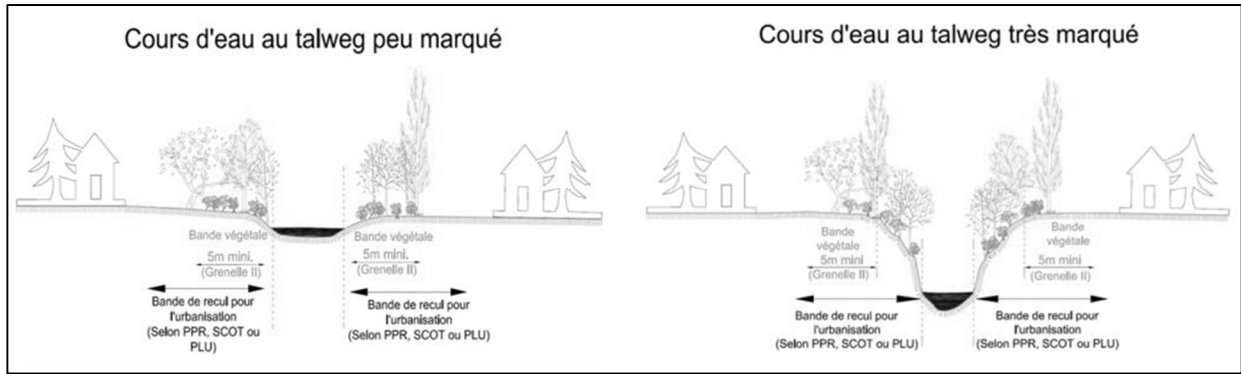 Cours d'eau au talweg peu marqué
Bande végétale
5m mini.
(Grenelle II)
Bande végétale
5m mini.
(Grenelle II)
Bande de recul pour
l'urbanisation
(Selon PPR, SCOT ou
PLU)
Bande de recul pour
l'urbanisation
(Selon PPR, SCOT ou PLU)
Cours d'eau au talweg très marqué
Bande
végétale
5m mini
(Grenelle II)
Bande
végétale
5m mini
(Grenelle II)
Bande de recul pour
l'urbanisation
(Selon PPR, SCOT ou PLU)
Bande de recul pour
l'urbanisation
(Selon PPR, SCOT ou PLU)